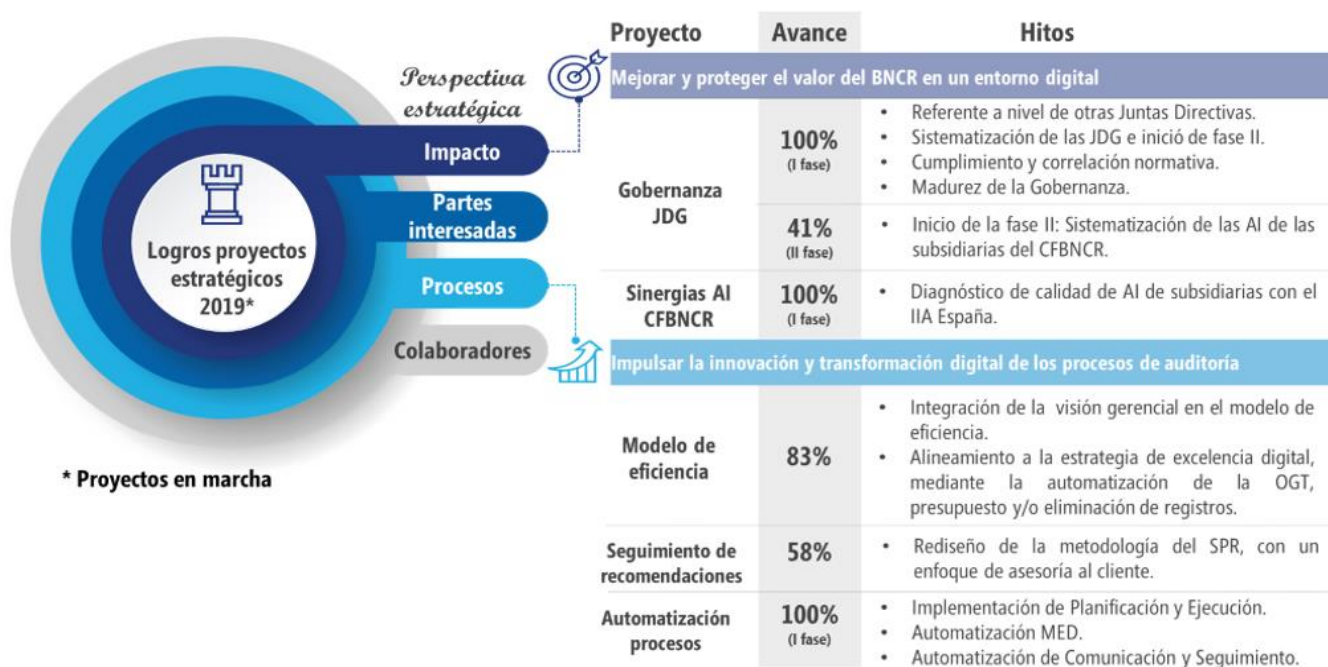 Perspectiva
estratégica
Impacto
Partes
interesadas
Procesos
Colaboradores
Logros proyectos
estratégicos
2019*
* Proyectos en marcha
Proyecto Avance Hitos
Mejorar y proteger el valor del BNCR en un entorno digital
Gobernanza
JDG
100%
(I fase)
• Referente a nivel de otras Juntas Directivas.
• Sistematización de las JDG e inició de fase II.
• Cumplimiento y correlación normativa.
• Madurez de la Gobernanza.
41%
(II fase)
• Inicio de la fase II: Sistematización de las AI de las
subsidiarias del CFBNCR.
Sinergias AI
CFBNCR
100%
(I fase)
• Diagnóstico de calidad de AI de subsidiarias con el
IIA España.
Impulsar la innovación y transformación digital de los procesos de auditoría
Modelo de
eficiencia
83%
• Integración de la visión gerencial en el modelo de
eficiencia.
• Alineamiento a la estrategia de excelencia digital,
mediante la automatización de la OGT,
presupuesto y/o eliminación de registros.
Seguimiento de
recomendaciones
58%
• Rediseño de la metodología del SPR, con un
enfoque de asesoría al cliente.
Automatización
procesos
100%
(I fase)
• Implementación de Planificación y Ejecución.
• Automatización MED.
• Automatización de Comunicación y Seguimiento.